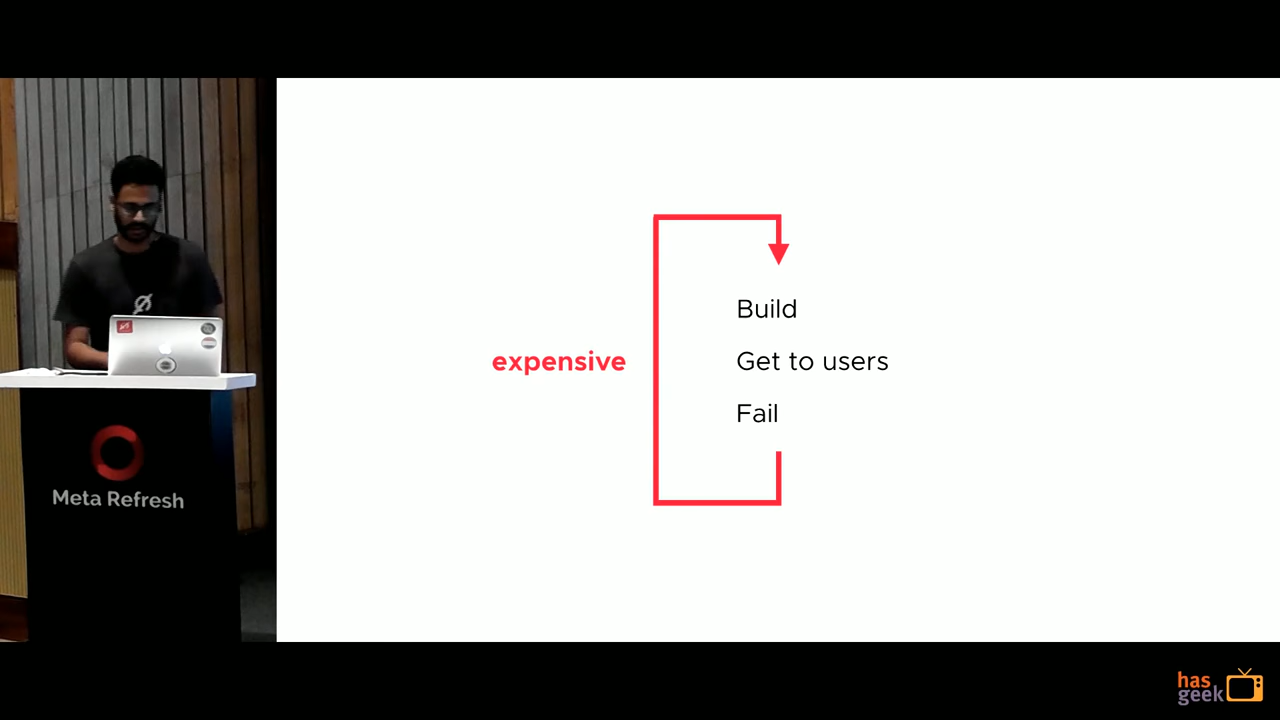 expensive
Build
Get to users
Fail
Meta Refresh
has
geek